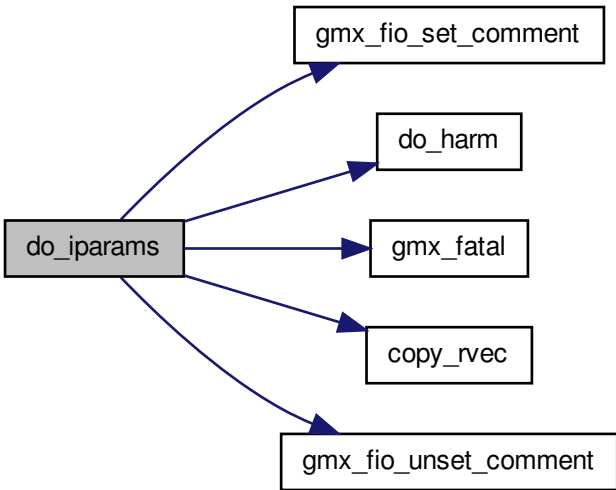 gmx_fio_set_comment
do_harm
do_iparams
gmx_fatal
copy_rvec
gmx_fio_unset_comment